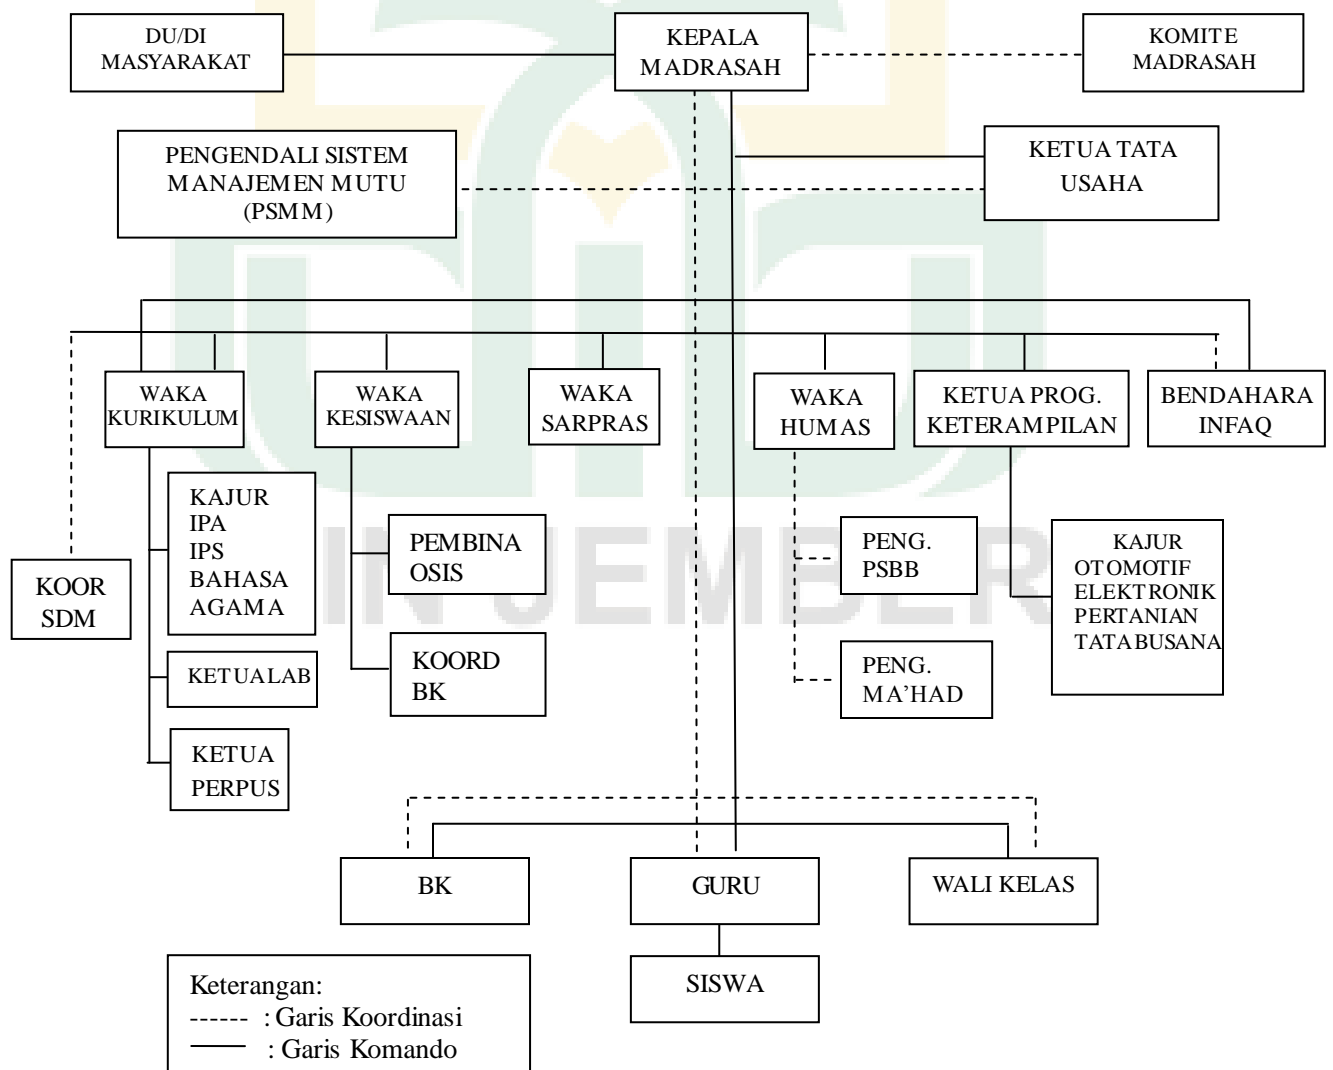 DU/DI
MASYARAKAT
KEPALA
MADRASAH
KOMITE
MADRASAH
PENGENDALI SISTEM
MANAJEMEN MUTU
(PSMM)
KETUA TATA
USAHA
WAKA
KURIKULUM
WAKA
KESISWAAN
WAKA
SARPRAS
WAKA
HUMAS
KETUA PROG.
KETERAMPILAN
BENDAHARA
INFAQ
KOOR
SDM
KAJUR
IPA
IPS
BAHASA
AGAMA
KETUALAB
KETUA
PERPUS
PEMBINA
OSIS
KOORD
BK
PENG.
PSBB
PENG.
MA’HAD
KAJUR
OTOMOTIF
ELEKTRONIK
PERTANIAN
TATABUSANA
IN JEMBER
BK
GURU
WALI KELAS
SISWA
Keterangan:
------ : Garis Koordinasi
—— : Garis Komando